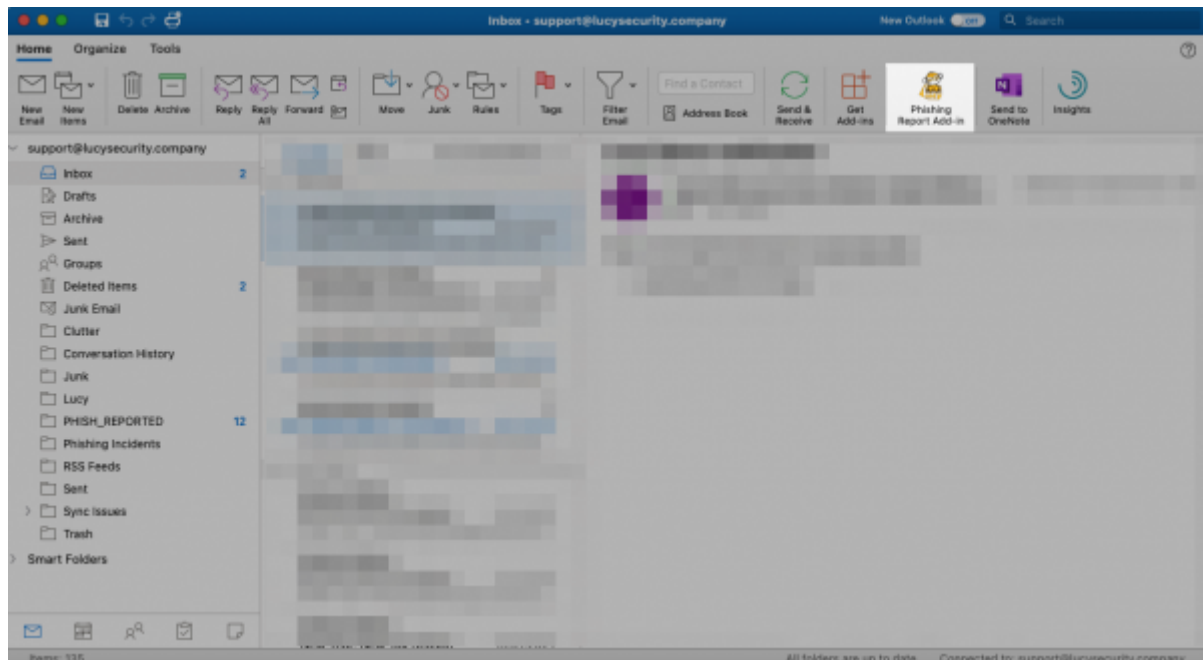 Inbox • support@lucysecurity.company
New Outlook
Search
Home Organize Tools
New Email
New Items
Delete
Archive
Reply
Reply All
Forward
Move
Junk
Rules
Tags
Filter Email
Find a Contact
Address Book
Send & Receive
Get Add-ins
Phishing Report Add-in
Send to OneNote
Insights
support@lucysecurity.company
Inbox 2
Drafts
Archive
Sent
Groups
Deleted Items 2
Junk Email
Clutter
Conversation History
Junk
Lucy
PHISH_REPORTED 12
Phishing Incidents
RSS Feeds
Sent
Sync Issues
Trash
Smart Folders
Items: 135
All folders are up to date. Connected to: support@lucysecurity.company